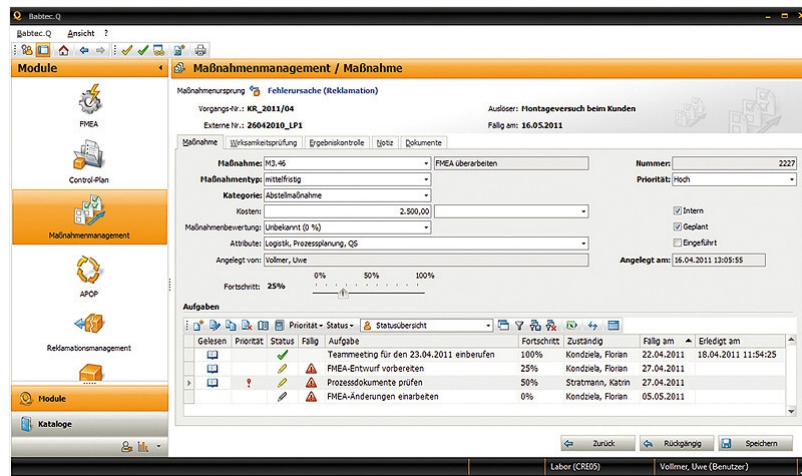 Babtec.Q
Babtec.Q Ansicht ?
Module
Maßnahmenmanagement / Maßnahme
FMEA
Control-Plan
Maßnahmenmanagement
APQP
Reklamationsmanagement
Module
Kataloge
Maßnahmenursprung Fehlerursache (Reklamation)
Vorgangs-Nr.: KR_2011/04 Auslöser: Montageversuch beim Kunden
Externe Nr.: 26042010_LP1 Fällig am: 16.05.2011
Maßnahme Wirksamkeitsprüfung Ergebniskontrolle Notiz Dokumente
Maßnahme: M3.46 FMEA überarbeiten Nummer: 2227
Maßnahmentyp: mittelfristig Priorität: Hoch
Kategorie: Abstellmaßnahme
Kosten: 2.500,00 Intern
Maßnahmenbewertung: Unbekannt (0 %) Geplant
Attribute: Logistik, Prozessplanung, QS Eingeführt
Angelegt von: Vollmer, Uwe Angelegt am: 16.04.2011 13:05:55
0% 50% 100%
Fortschritt: 25%
Aufgaben
Priorität Status Statusübersicht
Gelesen Priorität Status Fällig Aufgabe Fortschritt Zuständig Fällig am Erledigt am
Teammeeting für den 23.04.2011 einberufen 100% Kondziela, Florian 22.04.2011 18.04.2011 11:54:25
FMEA-Entwurf vorbereiten 25% Kondziela, Florian 27.04.2011
Prozessdokumente prüfen 50% Stratmann, Katrin 27.04.2011
FMEA-Änderungen einarbeiten 0% Kondziela, Florian 05.05.2011
Zurück Rückgängig Speichern
Labor (CRE05) Vollmer, Uwe (Benutzer)